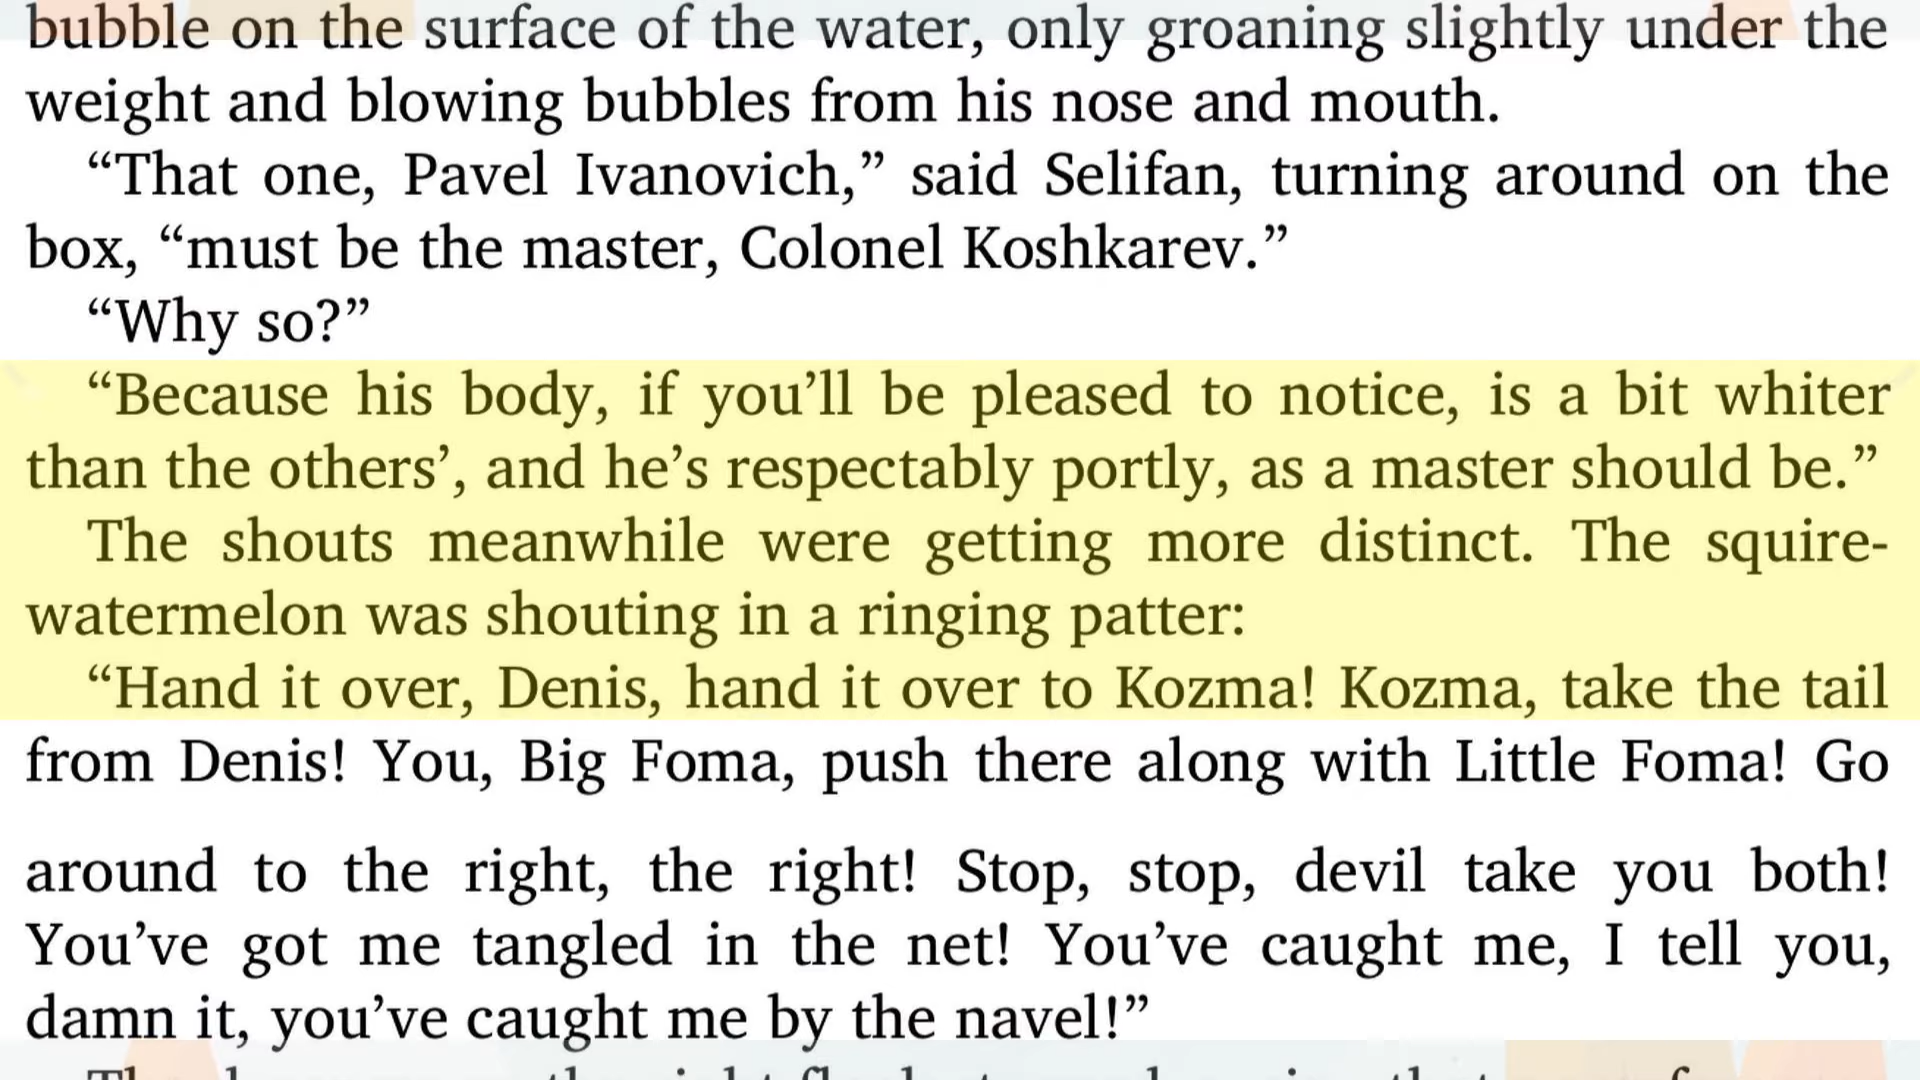 bubble on the surface of the water, only groaning slightly under the
weight and blowing bubbles from his nose and mouth.
“That one, Pavel Ivanovich,” said Selifan, turning around on the
box, “must be the master, Colonel Koshkarev.”
“Why so?”
“Because his body, if you’ll be pleased to notice, is a bit whiter
than the others’, and he’s respectably portly, as a master should be.”
The shouts meanwhile were getting more distinct. The squire-
watermelon was shouting in a ringing patter:
“Hand it over, Denis, hand it over to Kozma! Kozma, take the tail
from Denis! You, Big Foma, push there along with Little Foma! Go
around to the right, the right! Stop, stop, devil take you both!
You’ve got me tangled in the net! You’ve caught me, I tell you,
damn it, you’ve caught me by the navel!”